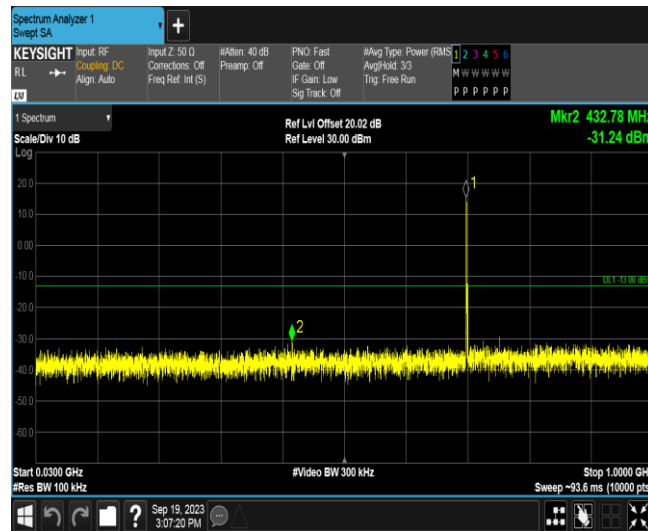 Spectrum Analyzer 1
Swept SA
+
KEYSIGHT
RL
LXI
Input: RF
Coupling: DC
Align: Auto
Input Z: 50 Ω
Corrections: Off
Freq Ref: Int (S)
#Atten: 40 dB
Preamp: Off
PNO: Fast
Gate: Off
IF Gain: Low
Sig Track: Off
#Avg Type: Power (RMS
Avg|Hold: 3/3
Trig: Free Run
1 2 3 4 5 6
M W W W W W
P P P P P P
1 Spectrum
Scale/Div 10 dB
Log
Ref Lvl Offset 20.02 dB
Ref Level 30.00 dBm
Mkr2 432.78 MHz
-31.24 dBm
20.0
10.0
0.00
-10.0
-20.0
-30.0
-40.0
-50.0
-60.0
1
2
DL1 -13.00 dBm
Start 0.0300 GHz
#Res BW 100 kHz
#Video BW 300 kHz
Stop 1.0000 GH
Sweep ~93.6 ms (10000 pts
?
Sep 19, 2023
3:07:20 PM